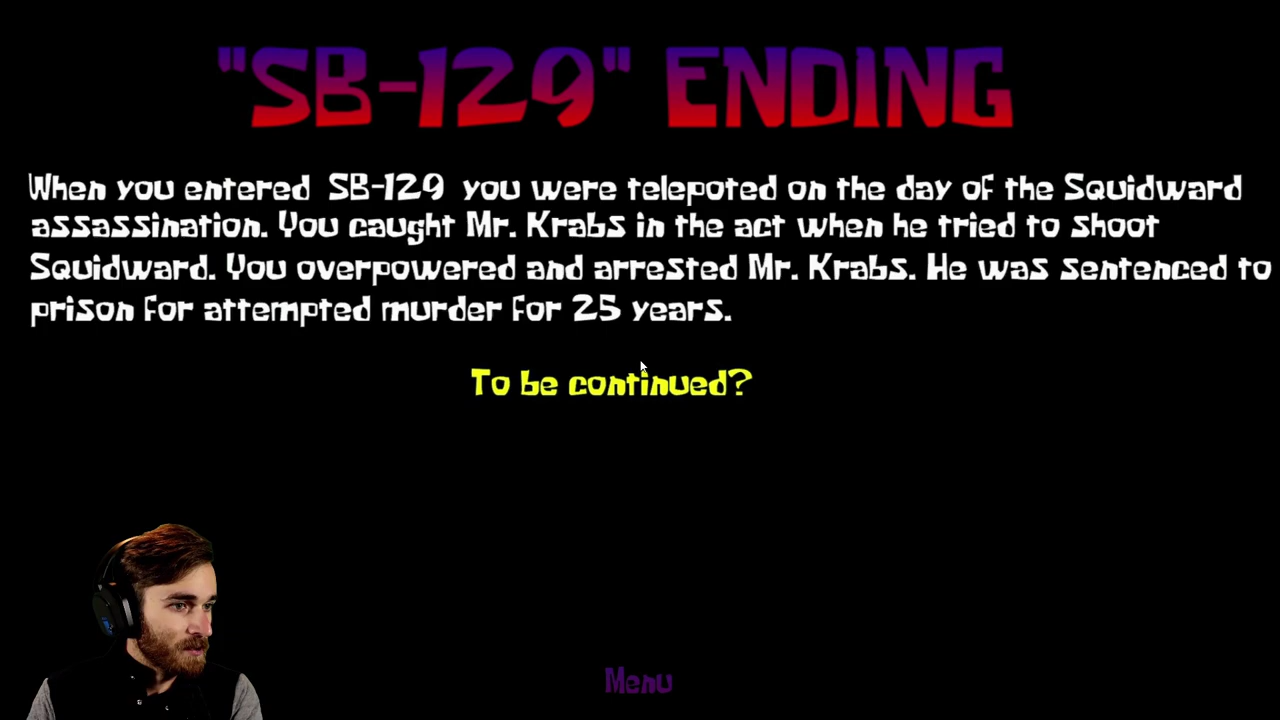 "SB-129" ENDING
When you entered SB-129 you were telepoted on the day of the Squidward
assassination. You caught Mr. Krabs in the act when he tried to shoot
Squidward. You overpowered and arrested Mr. Krabs. He was sentenced to
prison for attempted murder for 25 years.
To be continued?
Menu